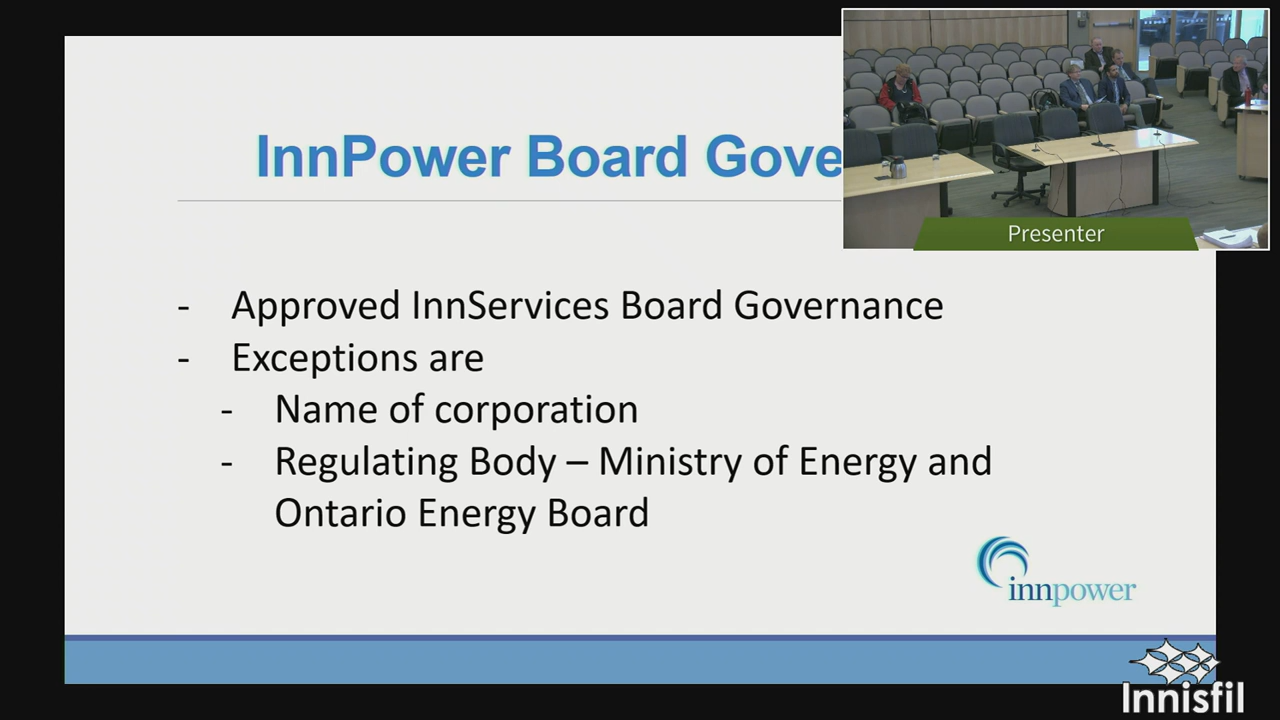 InnPower Board Gove
Presenter
- Approved InnServices Board Governance
- Exceptions are
- Name of corporation
- Regulating Body – Ministry of Energy and
Ontario Energy Board
innpower
Innisfil